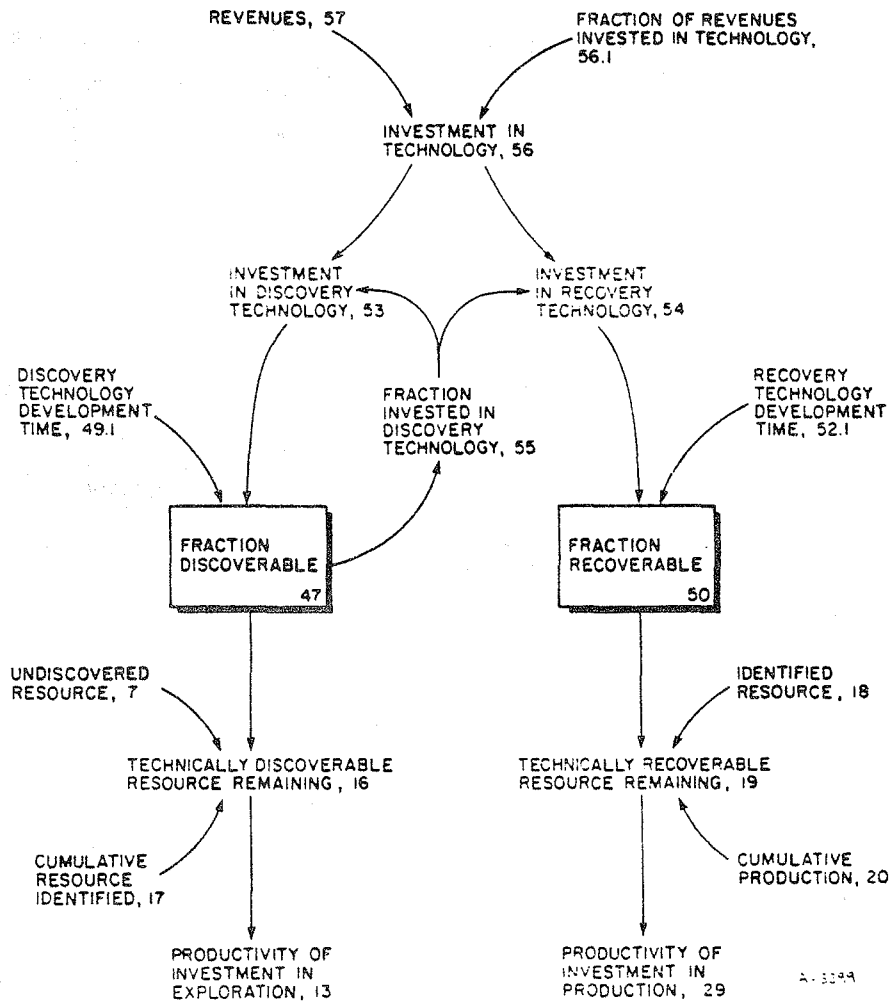 REVENUES, 57
FRACTION OF REVENUES
INVESTED IN TECHNOLOGY,
56.1
INVESTMENT IN
TECHNOLOGY, 56
INVESTMENT
IN DISCOVERY
TECHNOLOGY, 53
INVESTMENT
IN RECOVERY
TECHNOLOGY, 54
DISCOVERY
TECHNOLOGY
DEVELOPMENT
TIME, 49.1
FRACTION
INVESTED IN
DISCOVERY
TECHNOLOGY, 55
RECOVERY
TECHNOLOGY
DEVELOPMENT
TIME, 52.1
FRACTION
DISCOVERABLE
47
FRACTION
RECOVERABLE
50
UNDISCOVERED
RESOURCE, 7
IDENTIFIED
RESOURCE, 18
TECHNICALLY DISCOVERABLE
RESOURCE REMAINING, 16
TECHNICALLY RECOVERABLE
RESOURCE REMAINING, 19
CUMULATIVE
RESOURCE
IDENTIFIED, 17
CUMULATIVE
PRODUCTION, 20
PRODUCTIVITY OF
INVESTMENT IN
EXPLORATION, 13
PRODUCTIVITY OF
INVESTMENT IN
PRODUCTION, 29